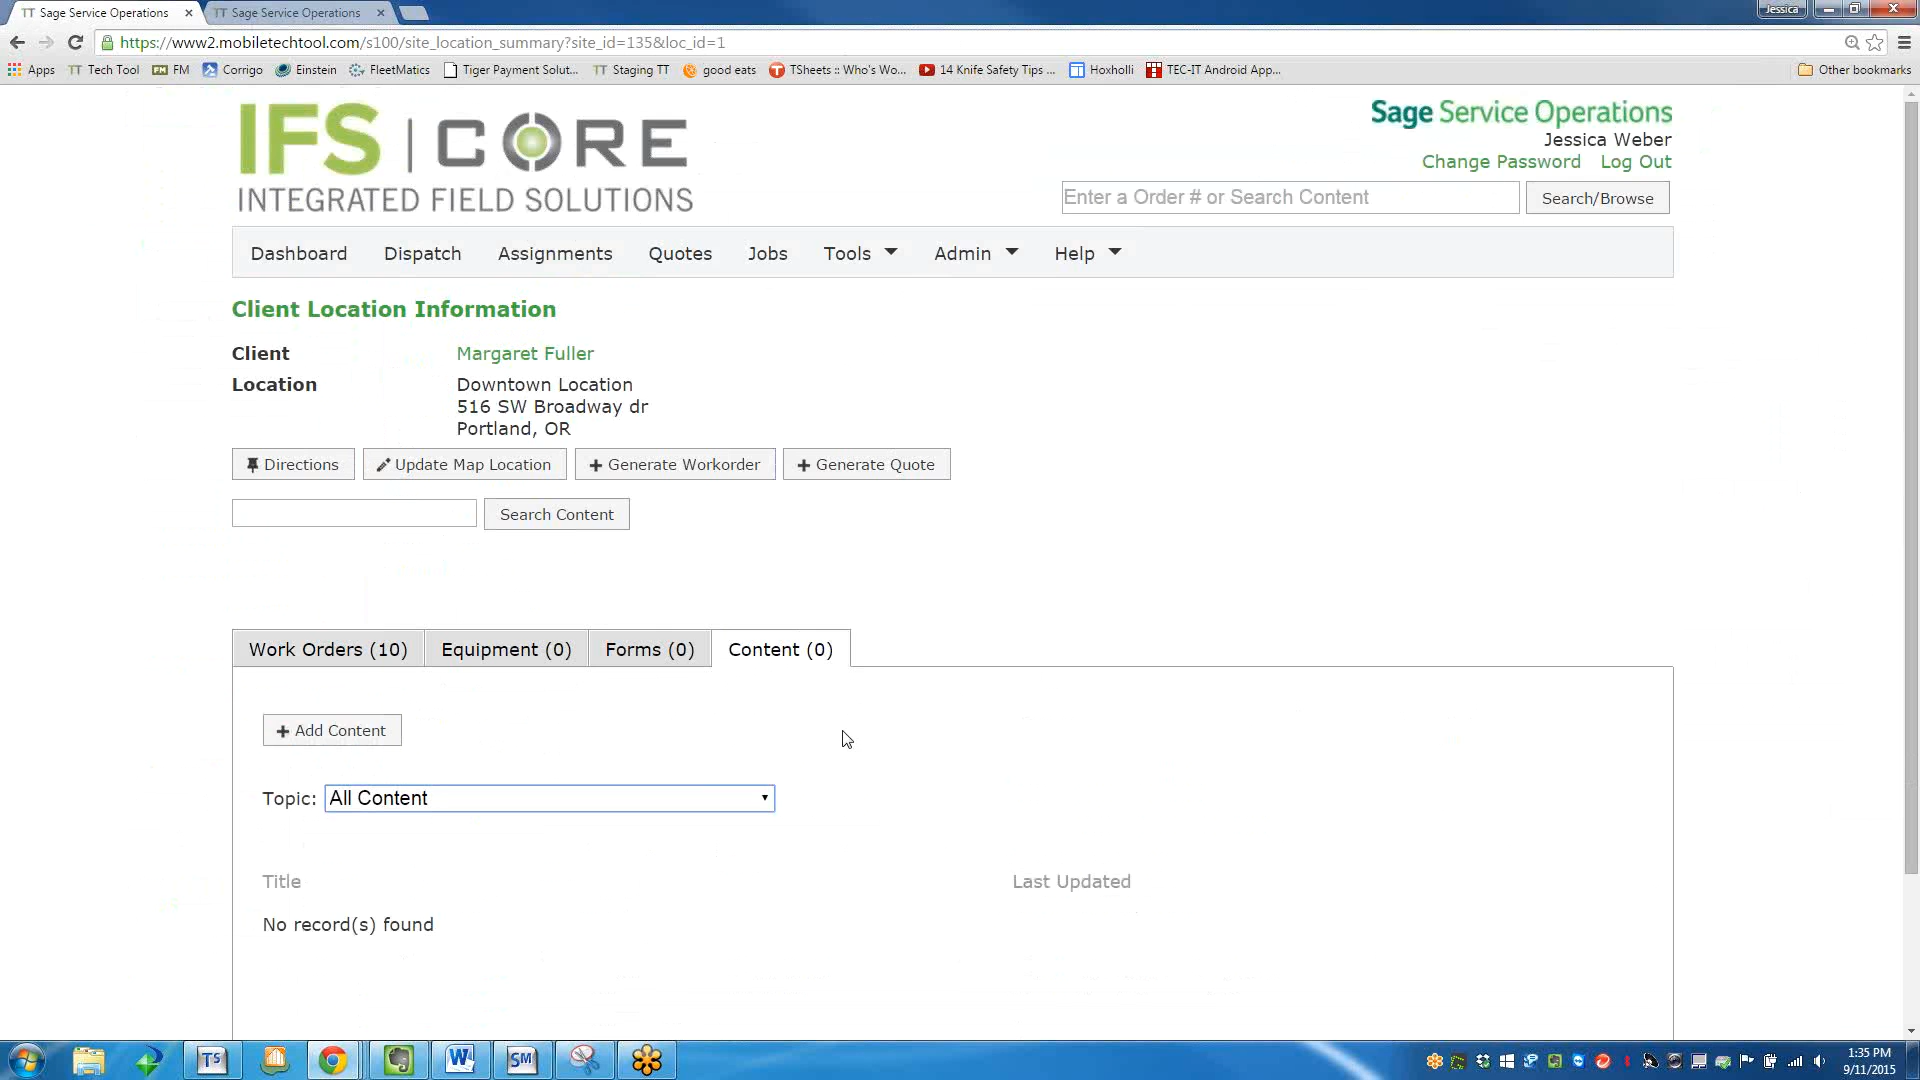 TT Sage Service Operations
TT Sage Service Operations
Jessica
https://www2.mobiletechtool.com/s100/site_location_summary?site_id=135&loc_id=1
Apps TT Tech Tool FM FM Corrigo Einstein FleetMatics Tiger Payment Solut... TT Staging TT good eats TSheets :: Who's Wo... 14 Knife Safety Tips ... Hoxholli TEC-IT Android App... Other bookmarks
IFS | CORE
INTEGRATED FIELD SOLUTIONS
Sage Service Operations
Jessica Weber
Change Password Log Out
Enter a Order # or Search Content Search/Browse
Dashboard Dispatch Assignments Quotes Jobs Tools Admin Help
Client Location Information
Client Margaret Fuller
Location Downtown Location
516 SW Broadway dr
Portland, OR
Directions Update Map Location + Generate Workorder + Generate Quote
Search Content
Work Orders (10) Equipment (0) Forms (0) Content (0)
+ Add Content
Topic: All Content
Title Last Updated
No record(s) found
TS W SM
1:35 PM
9/11/2015